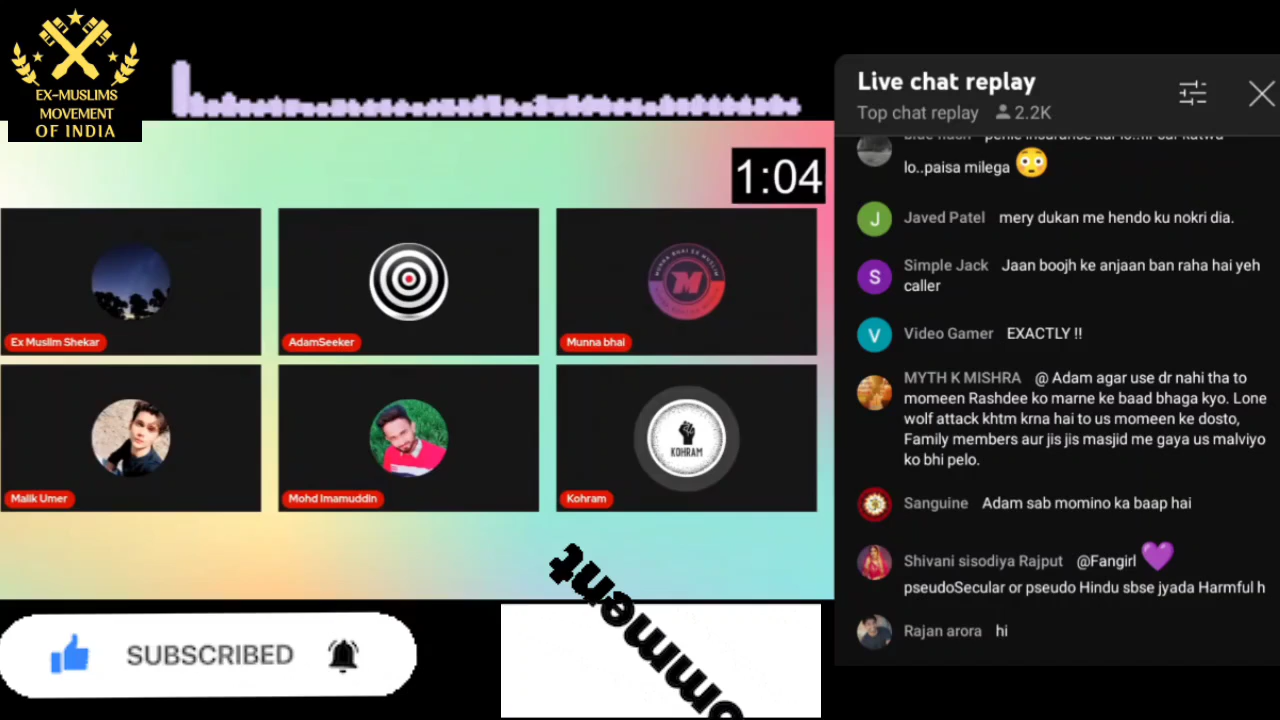 EX-MUSLIMS
MOVEMENT
OF INDIA
1:04
Ex Muslim Shekar
AdamSeeker
MUNNA BHAI EX MUSLIM
M
Munna bhai
Malik Umer
Mohd Imamuddin
KOHRAM
Kohram
SUBSCRIBED
omment
Live chat replay
Top chat replay 2.2K
lo..paisa milega 😳
J Javed Patel mery dukan me hendo ku nokri dia.
S Simple Jack Jaan boojh ke anjaan ban raha hai yeh
caller
V Video Gamer EXACTLY !!
MYTH K MISHRA @ Adam agar use dr nahi tha to
momeen Rashdee ko marne ke baad bhaga kyo. Lone
wolf attack khtm krna hai to us momeen ke dosto,
Family members aur jis jis masjid me gaya us malviyo
ko bhi pelo.
Sanguine Adam sab momino ka baap hai
Shivani sisodiya Rajput @Fangirl 💜
pseudoSecular or pseudo Hindu sbse jyada Harmful h
Rajan arora hi